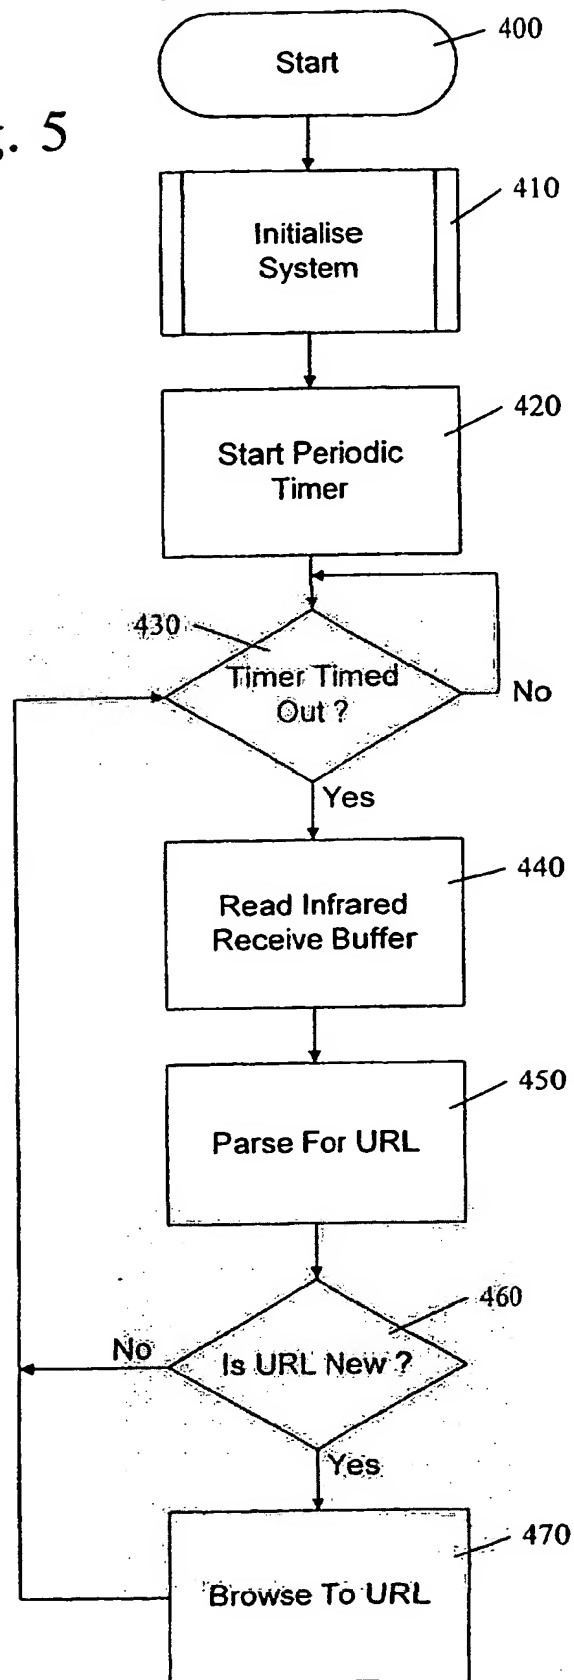 400
Start
g. 5
410
Initialise
System
420
Start Periodic
Timer
430
Timer Timed
Out ?
No
Yes
440
Read Infrared
Receive Buffer
450
Parse For URL
460
No
Is URL New ?
Yes
470
Browse To URL